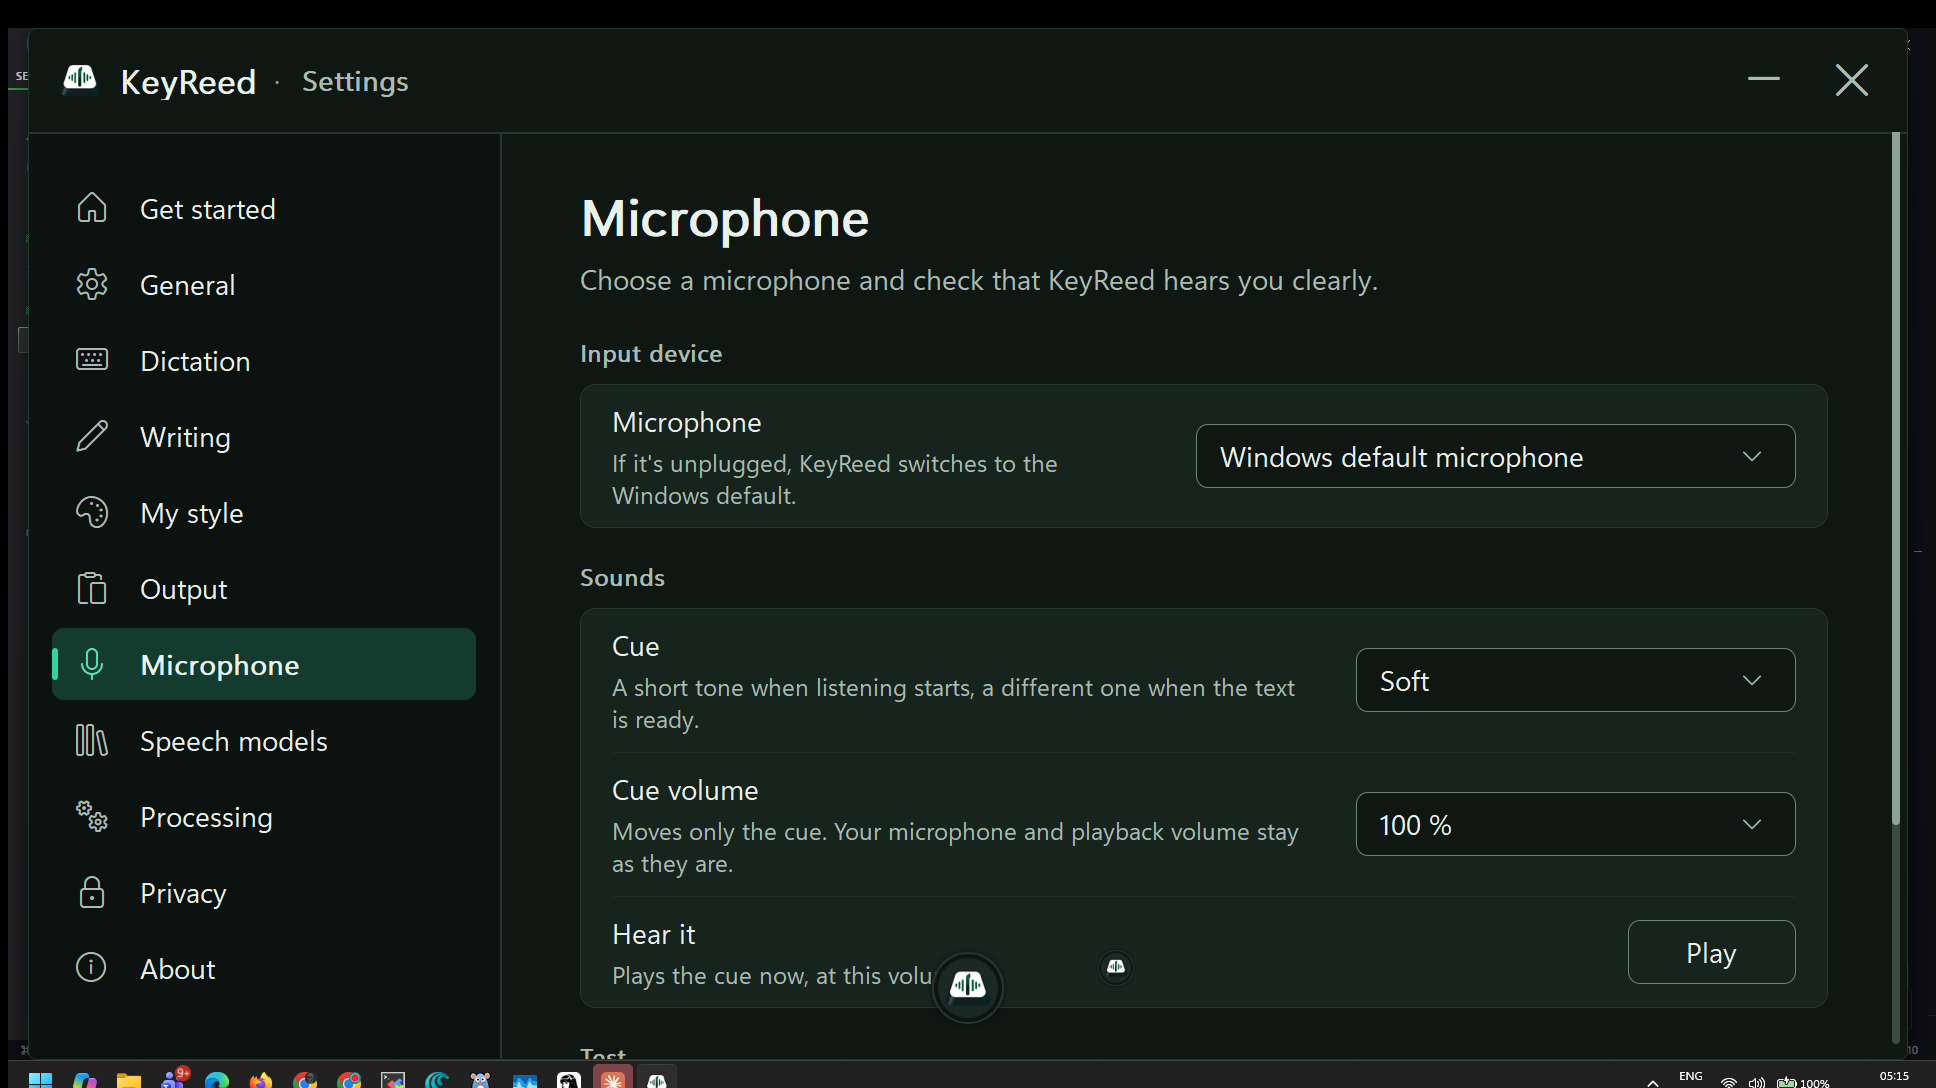 KeyReed · Settings
SE
Get started
General
Dictation
Writing
My style
Output
Microphone
Speech models
Processing
Privacy
About
Microphone
Choose a microphone and check that KeyReed hears you clearly.
Input device
Microphone
If it's unplugged, KeyReed switches to the
Windows default.
Windows default microphone
Sounds
Cue
A short tone when listening starts, a different one when the text
is ready.
Soft
Cue volume
Moves only the cue. Your microphone and playback volume stay
as they are.
100 %
Hear it
Plays the cue now, at this volu
Play
Test
9+
ENG
100%
05:15